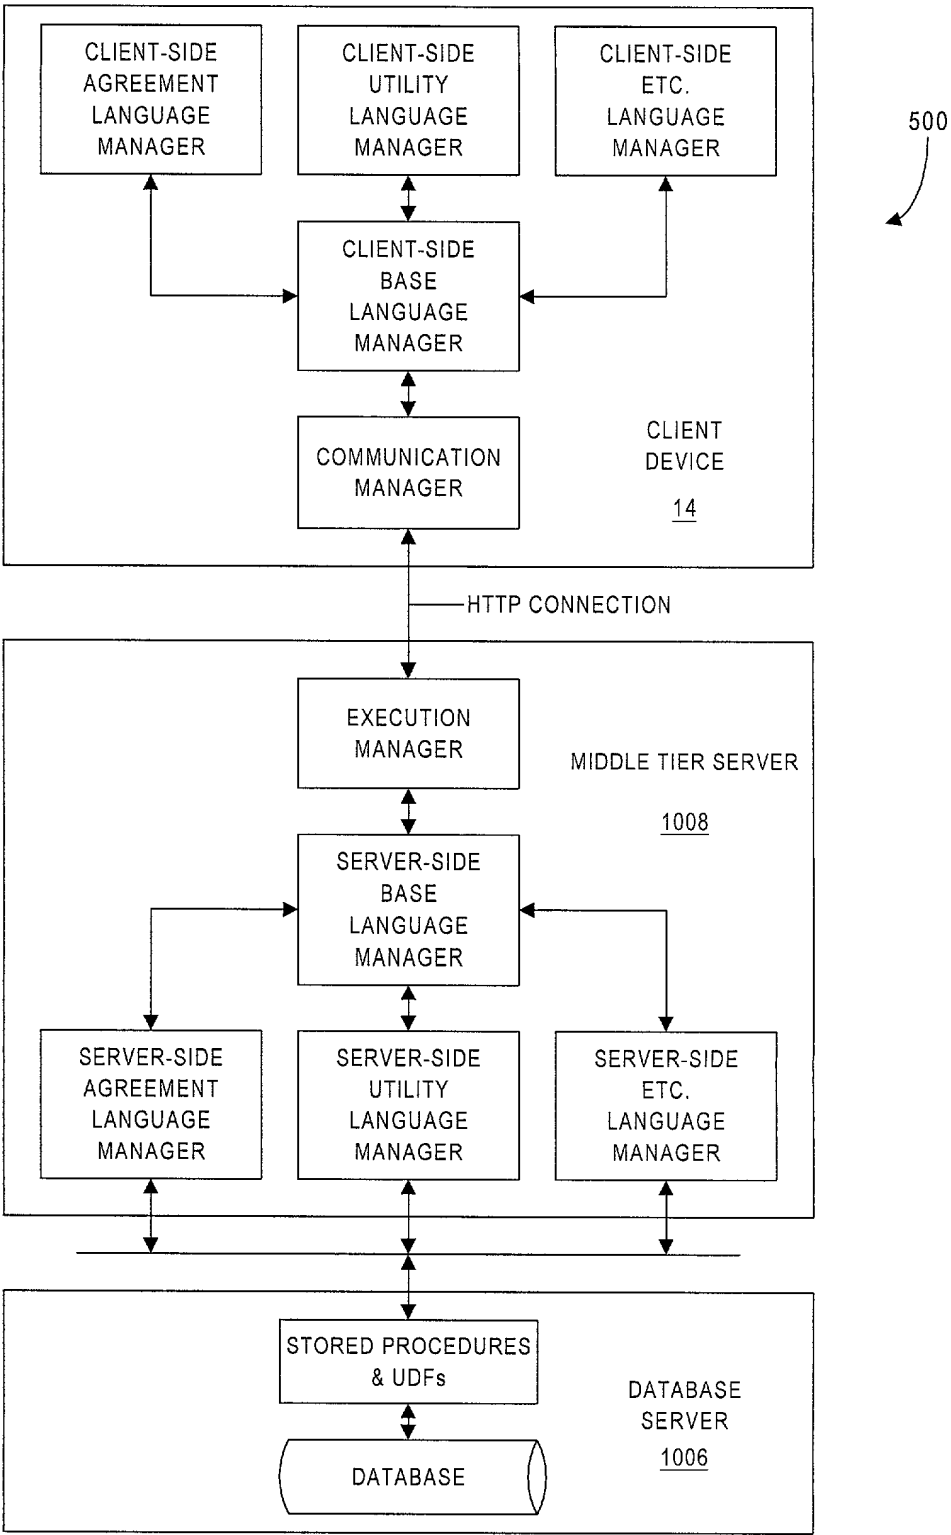 CLIENT-SIDE
AGREEMENT
LANGUAGE
MANAGER
CLIENT-SIDE
UTILITY
LANGUAGE
MANAGER
CLIENT-SIDE
ETC.
LANGUAGE
MANAGER
500
CLIENT-SIDE
BASE
LANGUAGE
MANAGER
COMMUNICATION
MANAGER
CLIENT
DEVICE
14
HTTP CONNECTION
EXECUTION
MANAGER
MIDDLE TIER SERVER
1008
SERVER-SIDE
BASE
LANGUAGE
MANAGER
SERVER-SIDE
AGREEMENT
LANGUAGE
MANAGER
SERVER-SIDE
UTILITY
LANGUAGE
MANAGER
SERVER-SIDE
ETC.
LANGUAGE
MANAGER
STORED PROCEDURES
& UDFs
DATABASE
SERVER
1006
DATABASE